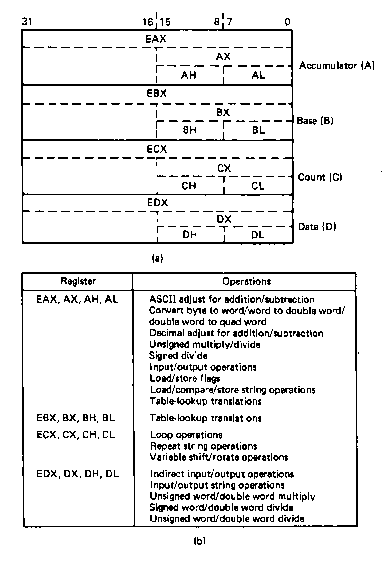 31 16 15 8 7 0
EAX
AX
Accumulator (A)
AH AL
EBX
BX
Base (B)
BH BL
ECX
CX
Count (C)
CH CL
EDX
DX
Data (D)
DH DL
(a)
Register Operations
EAX, AX, AH, AL ASCII adjust for addition/subtraction
Convert byte to word/word to double word/
double word to quad word
Decimal adjust for addition/subtraction
Unsigned multiply/divide
Signed divide
Input/output operations
Load/store flags
Load/compare/store string operations
Table-lookup translations
EBX, BX, BH, BL Table-lookup translations
ECX, CX, CH, CL Loop operations
Repeat string operations
Variable shift/rotate operations
EDX, DX, DH, DL Indirect input/output operations
Input/output string operations
Unsigned word/double word multiply
Signed word/double word divide
Unsigned word/double word divide
(b)